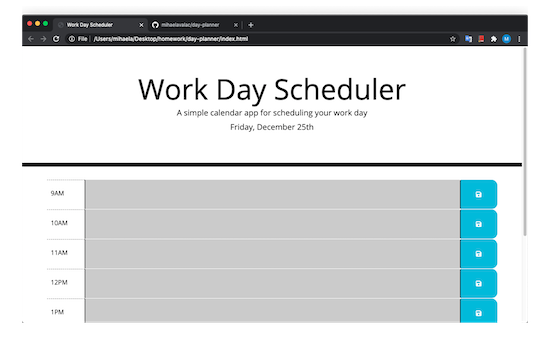 Work Day Scheduler
mihaelavalac/day-planner
File
/Users/mihaela/Desktop/homework/day-planner/index.html
M
Work Day Scheduler
A simple calendar app for scheduling your work day
Friday, December 25th
9AM
10AM
11AM
12PM
1PM